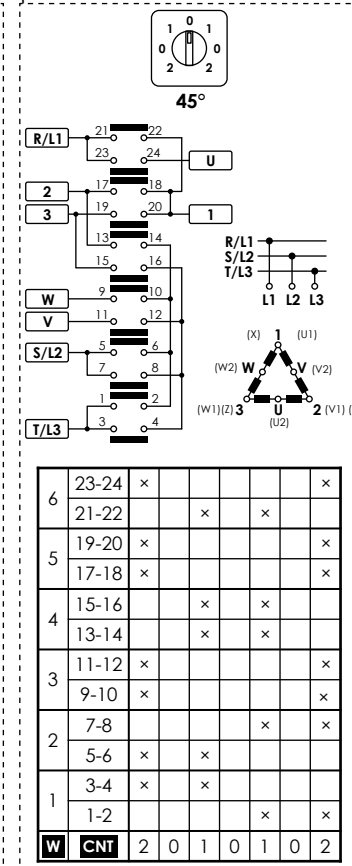 0
1 1
0 0
2 2
45°
R/L1 21 22
23 24 U
2 17 18
3 19 20 1
13 14
15 16
W 9 10
V 11 12
S/L2 5 6
7 8
1 2
T/L3 3 4
R/L1
S/L2
T/L3
L1 L2 L3
(X) 1 (U1)
(W2) W V (V2)
(W1)(Z) 3 U 2 (V1) (
(U2)
6 23-24 × ×
21-22 × ×
5 19-20 × ×
17-18 × ×
4 15-16 × ×
13-14 × ×
3 11-12 × ×
9-10 × ×
2 7-8 × ×
5-6 × ×
1 3-4 × ×
1-2 × ×
W CNT 2 0 1 0 1 0 2